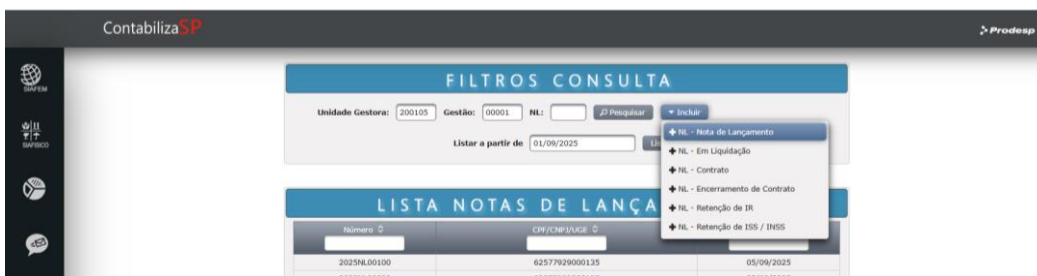 ContabilizaSP
Prodesp
SIAFEM
SIAFISICO
FILTROS CONSULTA
Unidade Gestora: 200105 Gestão: 00001 NL: Pesquisar Incluir
Listar a partir de 01/09/2025
NL - Nota de Lançamento
NL - Em Liquidação
NL - Contrato
NL - Encerramento de Contrato
NL - Retenção de IR
NL - Retenção de ISS / INSS
LISTA NOTAS DE LANÇA
Número CPF/CNPJ/UGE
2025NL00100 62577929000135 05/09/2025